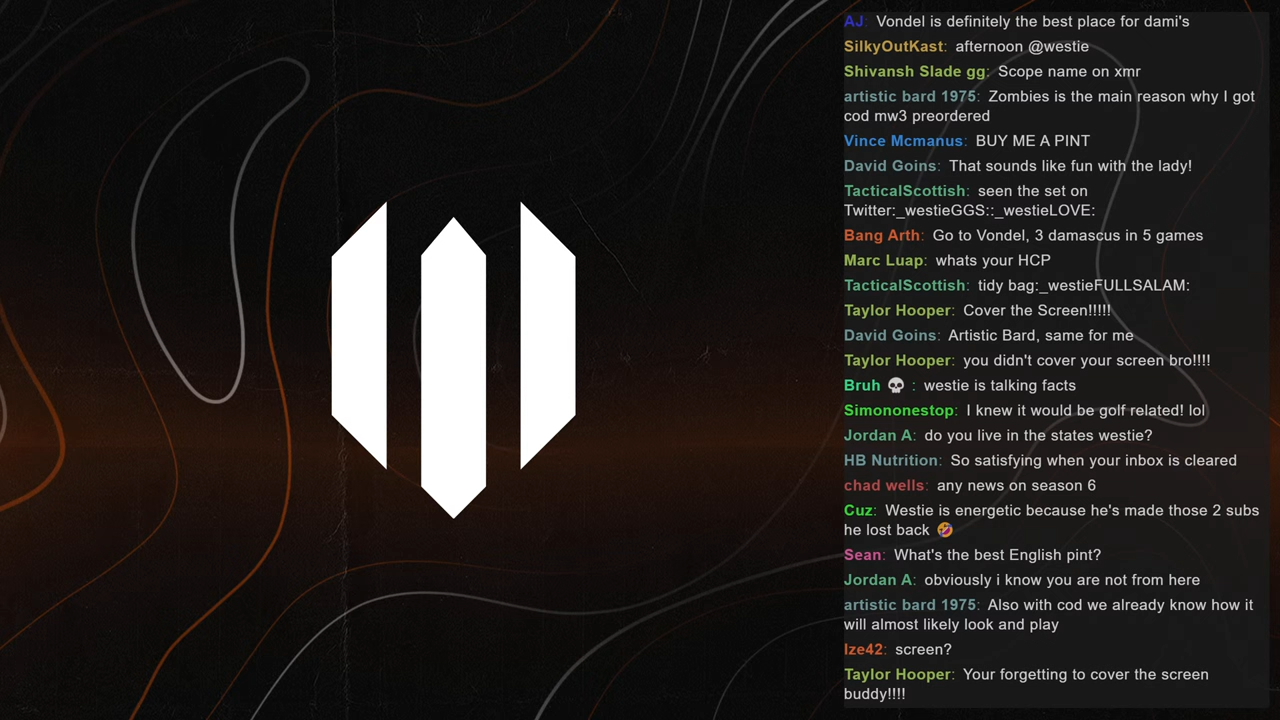 AJ: Vondel is definitely the best place for dami's
SilkyOutKast: afternoon @westie
Shivansh Slade gg: Scope name on xmr
artistic bard 1975: Zombies is the main reason why I got
cod mw3 preordered
Vince Mcmanus: BUY ME A PINT
David Goins: That sounds like fun with the lady!
TacticalScottish: seen the set on
Twitter:_westieGGS::_westieLOVE:
Bang Arth: Go to Vondel, 3 damascus in 5 games
Marc Luap: whats your HCP
TacticalScottish: tidy bag:_westieFULLSALAM:
Taylor Hooper: Cover the Screen!!!!!
David Goins: Artistic Bard, same for me
Taylor Hooper: you didn't cover your screen bro!!!!
Bruh 💀 : westie is talking facts
Simononestop: I knew it would be golf related! lol
Jordan A: do you live in the states westie?
HB Nutrition: So satisfying when your inbox is cleared
chad wells: any news on season 6
Cuz: Westie is energetic because he's made those 2 subs
he lost back 🤣
Sean: What's the best English pint?
Jordan A: obviously i know you are not from here
artistic bard 1975: Also with cod we already know how it
will almost likely look and play
lze42: screen?
Taylor Hooper: Your forgetting to cover the screen
buddy!!!!